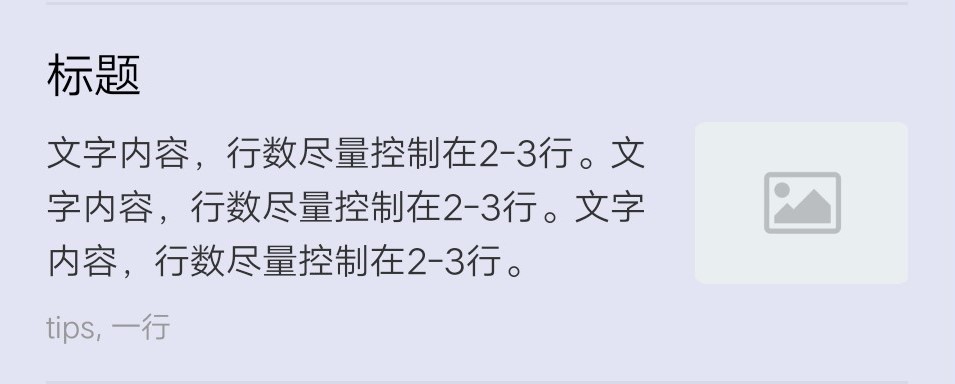 标题
文字内容，行数尽量控制在2-3行。文
字内容，行数尽量控制在2-3行。文字
内容，行数尽量控制在2-3行。
tips, 一行